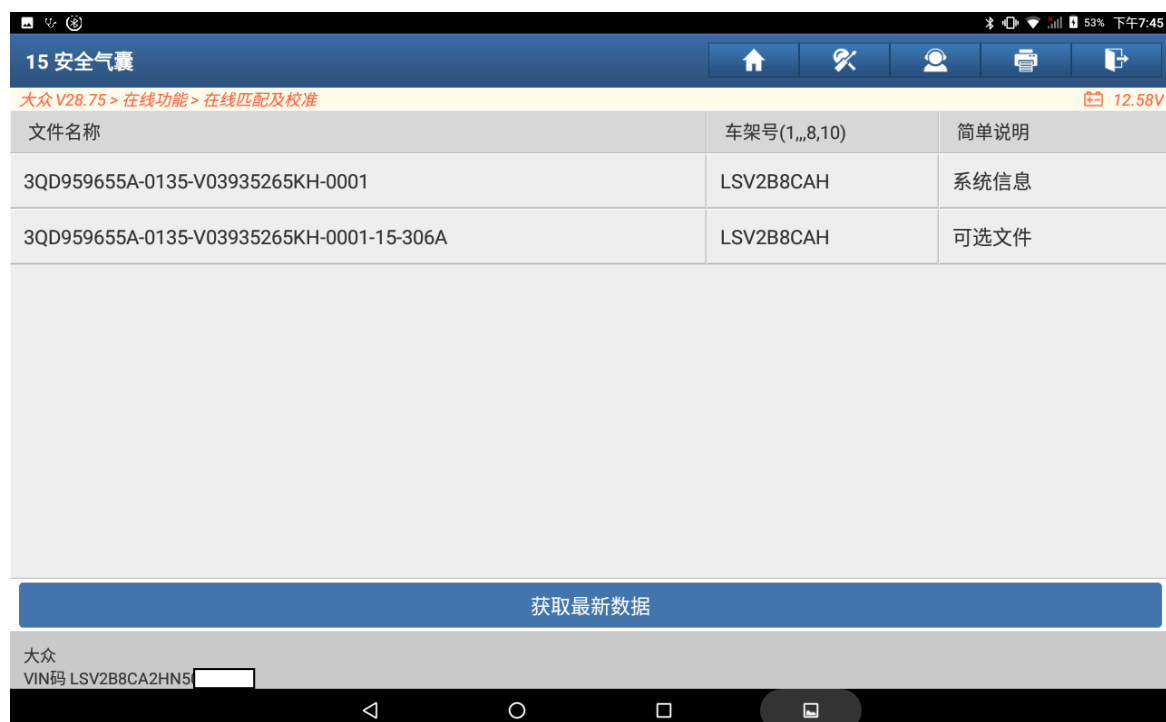 53% 下午7:45
15 安全气囊
大众 V28.75 > 在线功能 > 在线匹配及校准 12.58V
文件名称 车架号(1,,,8,10) 简单说明
3QD959655A-0135-V03935265KH-0001 LSV2B8CAH 系统信息
3QD959655A-0135-V03935265KH-0001-15-306A LSV2B8CAH 可选文件
获取最新数据
大众
VIN码 LSV2B8CA2HN5